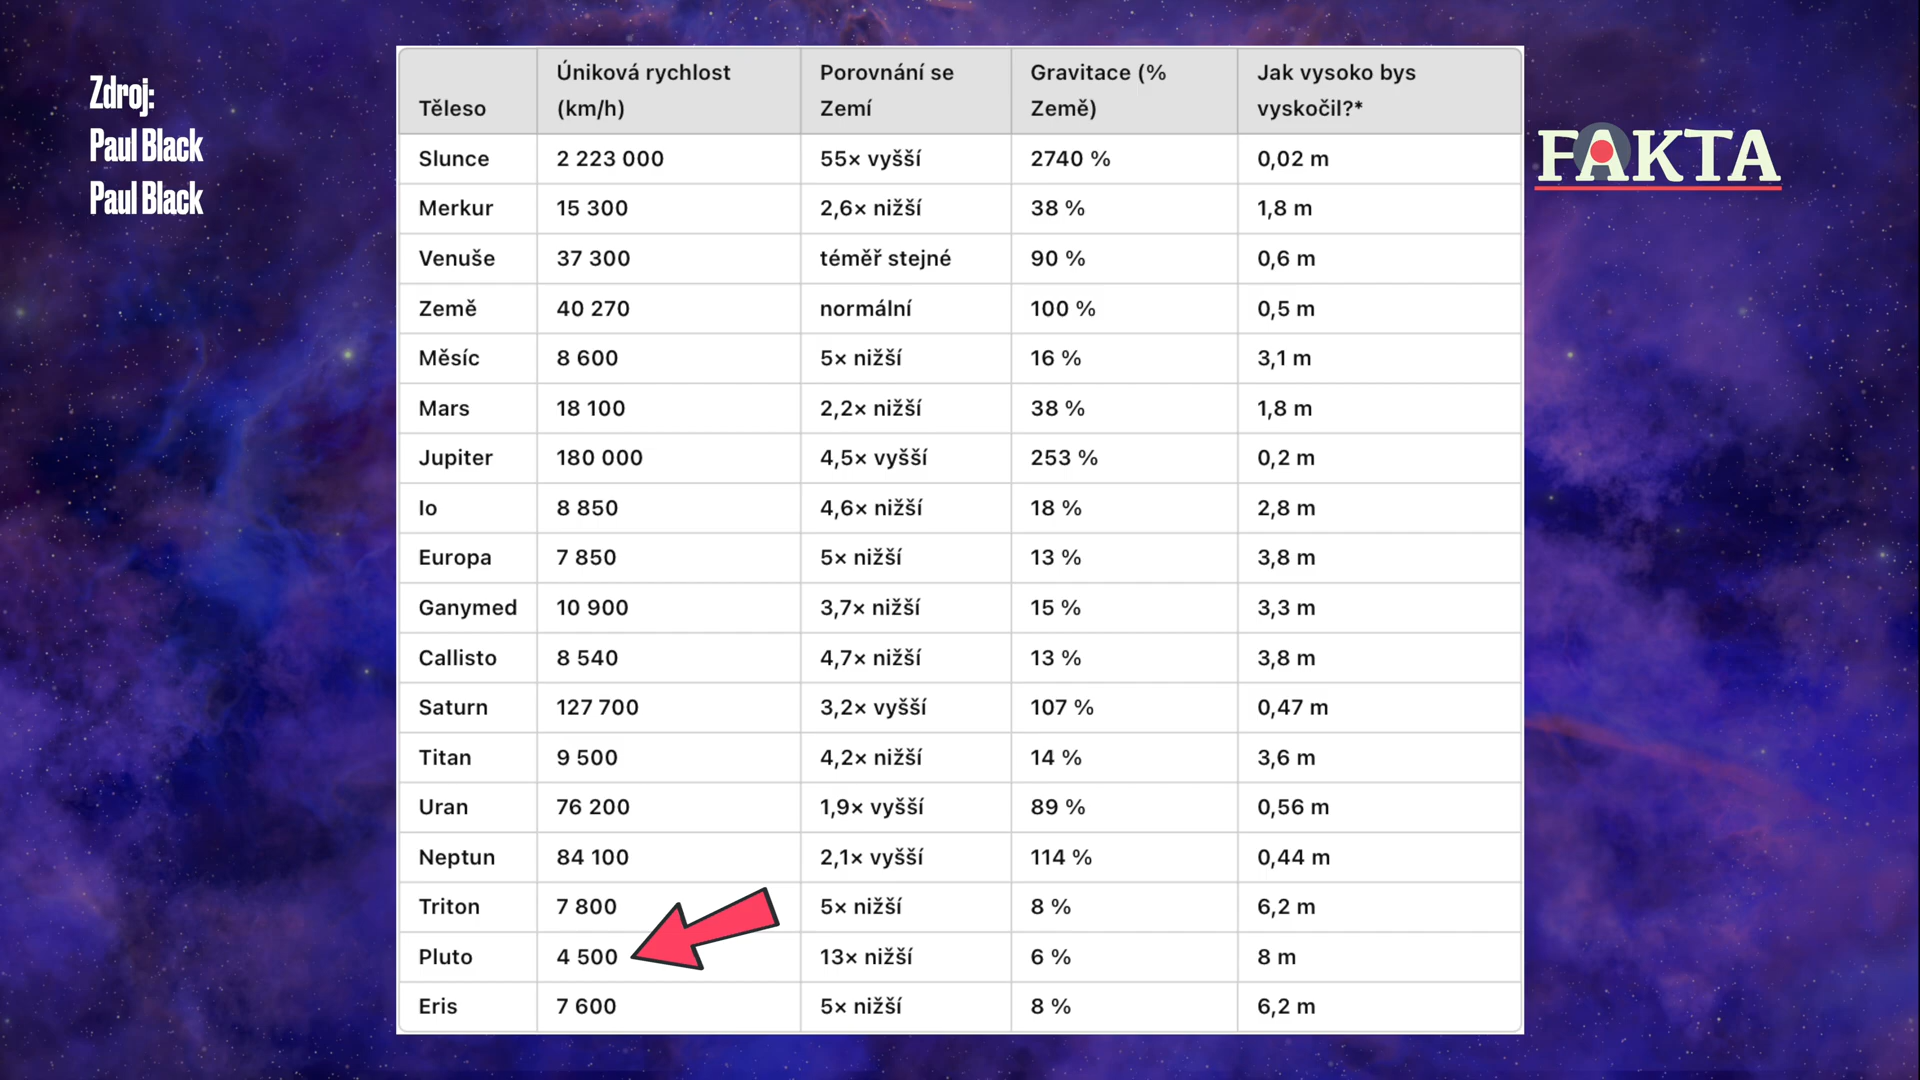 Zdroj:
Paul Black
Paul Black
FAKTA
Těleso Úniková rychlost (km/h) Porovnání se Zemí Gravitace (% Země) Jak vysoko bys vyskočil?*
Slunce 2 223 000 55× vyšší 2740 % 0,02 m
Merkur 15 300 2,6× nižší 38 % 1,8 m
Venuše 37 300 téměř stejné 90 % 0,6 m
Země 40 270 normální 100 % 0,5 m
Měsíc 8 600 5× nižší 16 % 3,1 m
Mars 18 100 2,2× nižší 38 % 1,8 m
Jupiter 180 000 4,5× vyšší 253 % 0,2 m
Io 8 850 4,6× nižší 18 % 2,8 m
Europa 7 850 5× nižší 13 % 3,8 m
Ganymed 10 900 3,7× nižší 15 % 3,3 m
Callisto 8 540 4,7× nižší 13 % 3,8 m
Saturn 127 700 3,2× vyšší 107 % 0,47 m
Titan 9 500 4,2× nižší 14 % 3,6 m
Uran 76 200 1,9× vyšší 89 % 0,56 m
Neptun 84 100 2,1× vyšší 114 % 0,44 m
Triton 7 800 5× nižší 8 % 6,2 m
Pluto 4 500 13× nižší 6 % 8 m
Eris 7 600 5× nižší 8 % 6,2 m